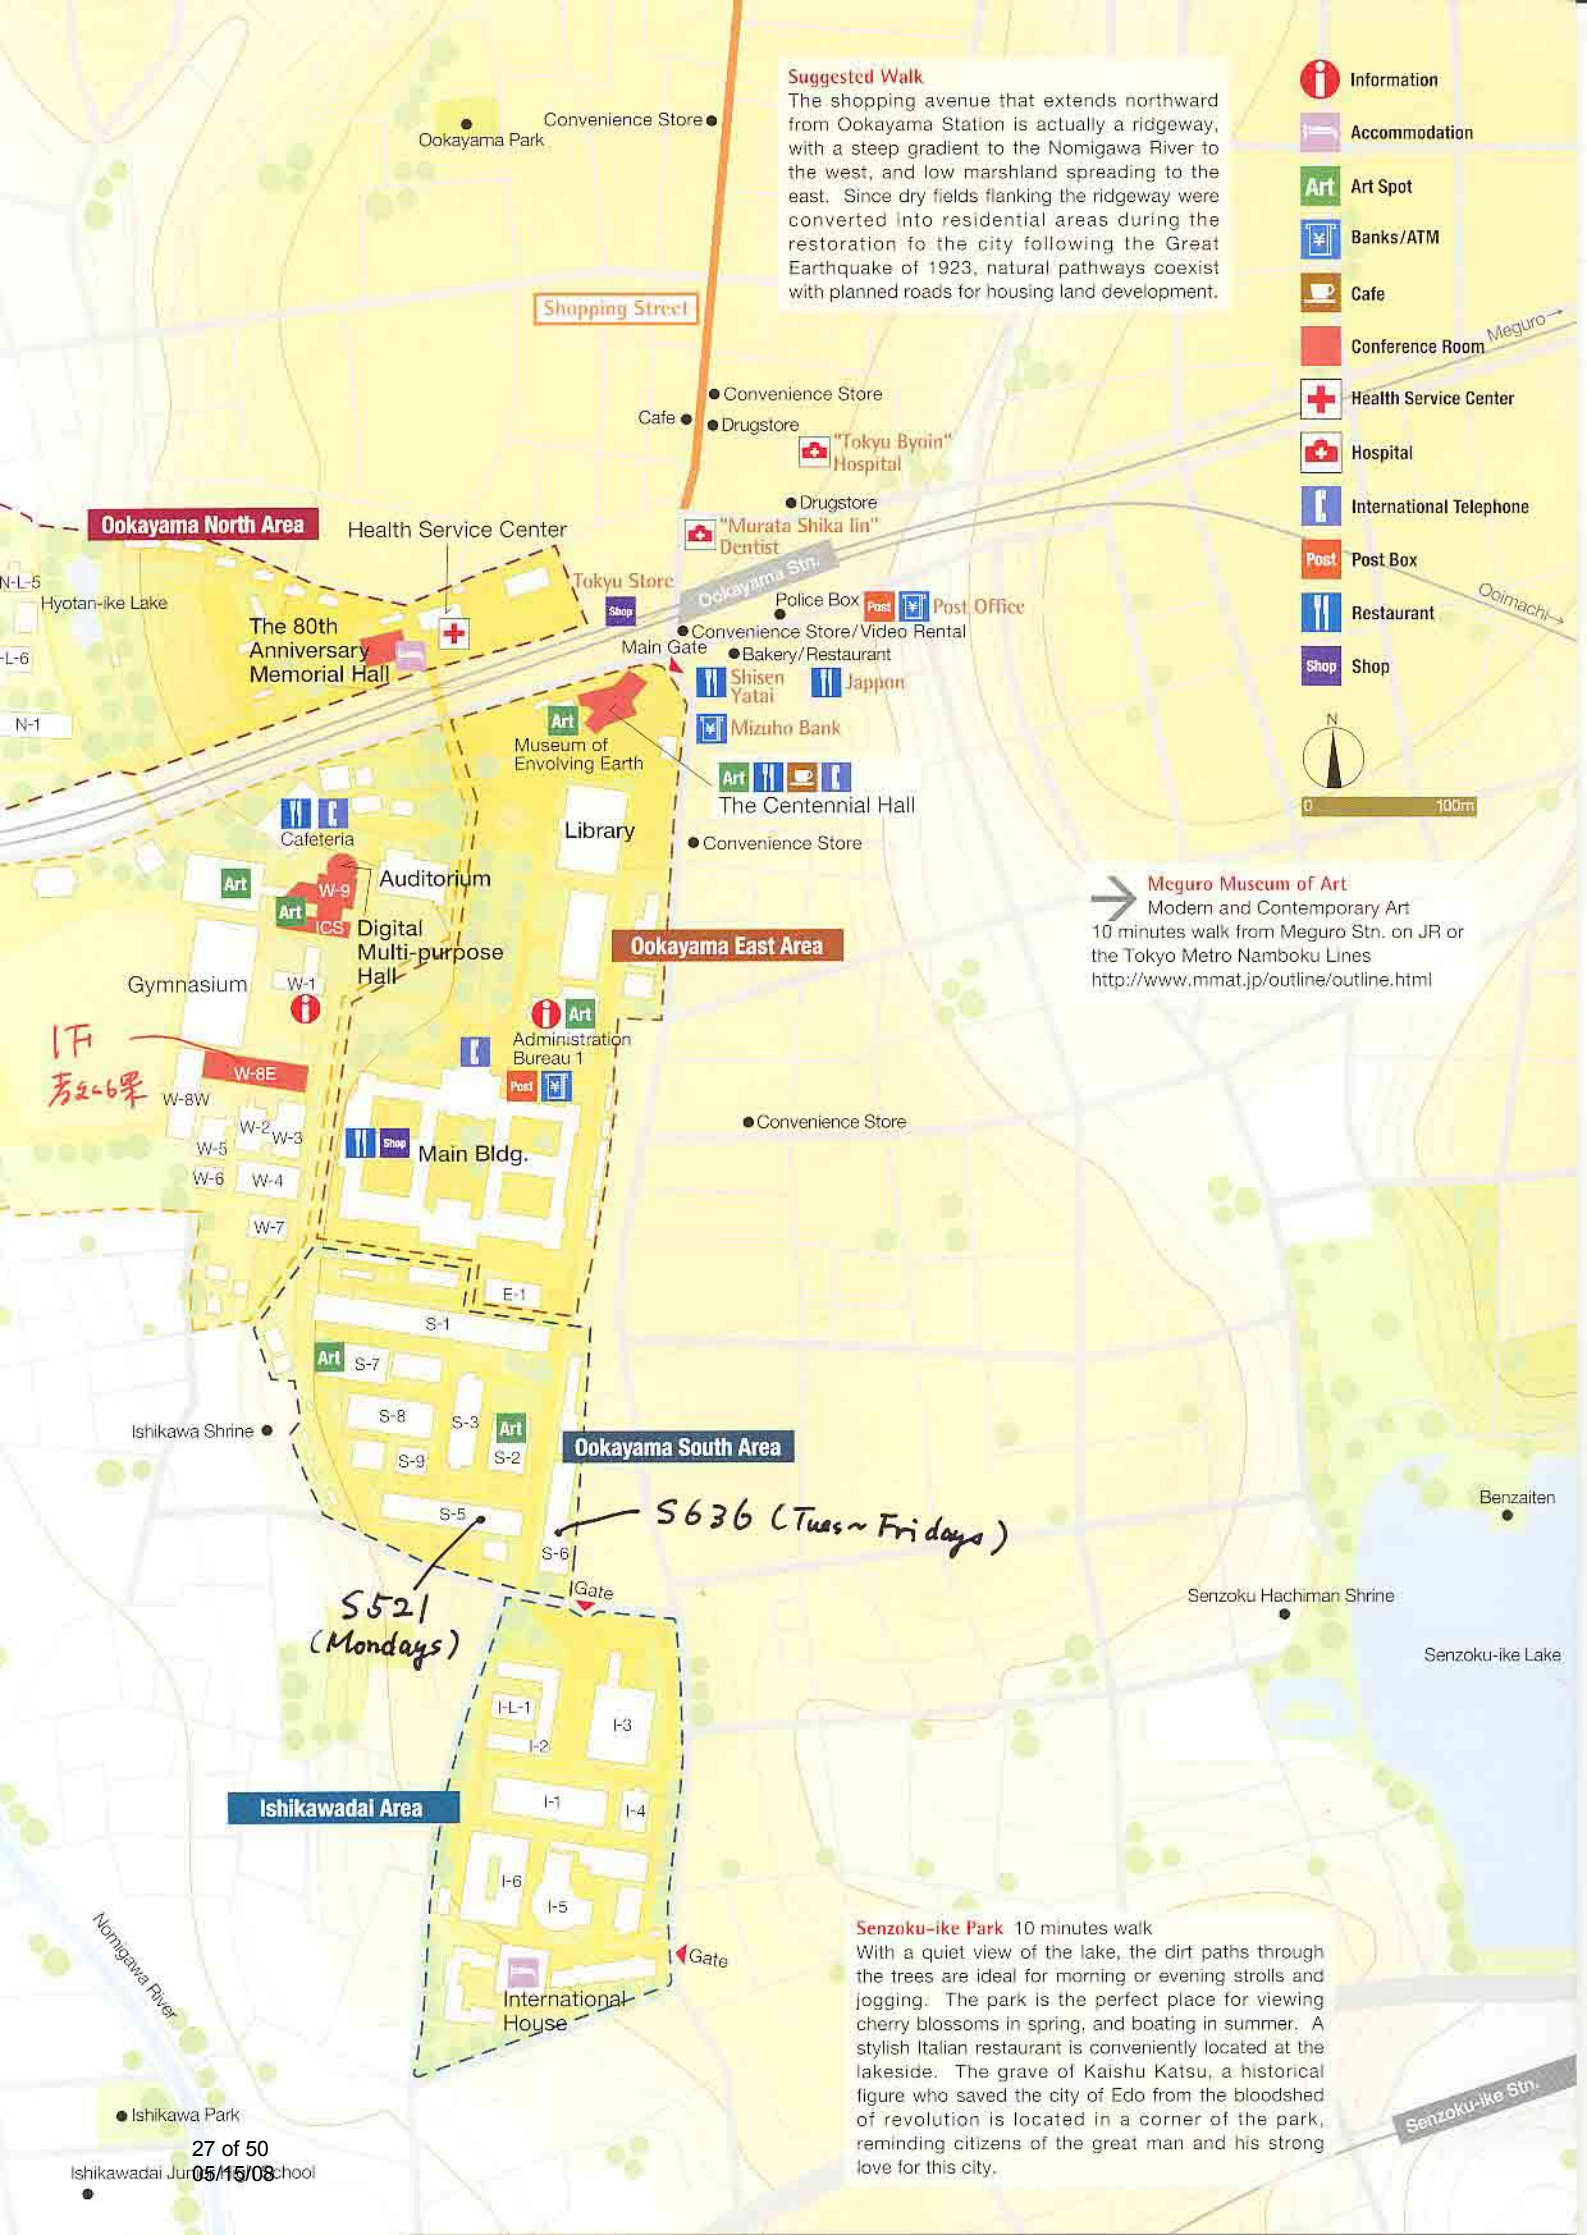 Suggested Walk
The shopping avenue that extends northward
from Ookayama Station is actually a ridgeway,
with a steep gradient to the Nomigawa River to
the west, and low marshland spreading to the
east. Since dry fields flanking the ridgeway were
converted into residential areas during the
restoration fo the city following the Great
Earthquake of 1923, natural pathways coexist
with planned roads for housing land development.
Information
Accommodation
Art Art Spot
Banks/ATM
Cafe
Conference Room
Health Service Center
Hospital
International Telephone
Post Post Box
Restaurant
Shop Shop
Meguro→
Ooimachi→
N
0 100m
Ookayama Park
Convenience Store
Shopping Street
Convenience Store
Cafe
Drugstore
"Tokyu Byoin"
Hospital
Drugstore
"Murata Shika Iin"
Dentist
Ookayama Stn.
Ookayama North Area
Health Service Center
Tokyu Store
Shop
Police Box
Post
Post Office
Convenience Store/Video Rental
Main Gate
Bakery/Restaurant
Shisen
Yatai
Jappon
Mizuho Bank
N-L-5
Hyotan-ike Lake
-L-6
N-1
The 80th
Anniversary
Memorial Hall
Art
Museum of
Envolving Earth
Art
The Centennial Hall
Library
Convenience Store
Cafeteria
Art
Art
W-9
ICS
Auditorium
Digital
Multi-purpose
Hall
Ookayama East Area
Gymnasium
W-1
Art
Administration
Bureau 1
Post
1F
W-8E
W-8W
W-2
W-3
W-5
W-6
W-4
W-7
Shop
Main Bldg.
Convenience Store
E-1
S-1
Art
S-7
S-8
S-3
Art
S-9
S-2
Ishikawa Shrine
Ookayama South Area
S-5
S-6
S636 (Tues~Fridays)
S521
(Mondays)
Gate
I-L-1
I-2
I-3
Ishikawadai Area
I-1
I-4
I-6
I-5
Gate
International
House
Nomigawa River
Ishikawa Park
27 of 50
05/15/08
Meguro Museum of Art
Modern and Contemporary Art
10 minutes walk from Meguro Stn. on JR or
the Tokyo Metro Namboku Lines
http://www.mmat.jp/outline/outline.html
Benzaiten
Senzoku Hachiman Shrine
Senzoku-ike Lake
Senzoku-ike Park 10 minutes walk
With a quiet view of the lake, the dirt paths through
the trees are ideal for morning or evening strolls and
jogging. The park is the perfect place for viewing
cherry blossoms in spring, and boating in summer. A
stylish Italian restaurant is conveniently located at the
lakeside. The grave of Kaishu Katsu, a historical
figure who saved the city of Edo from the bloodshed
of revolution is located in a corner of the park,
reminding citizens of the great man and his strong
love for this city.
Senzoku-ike Stn.